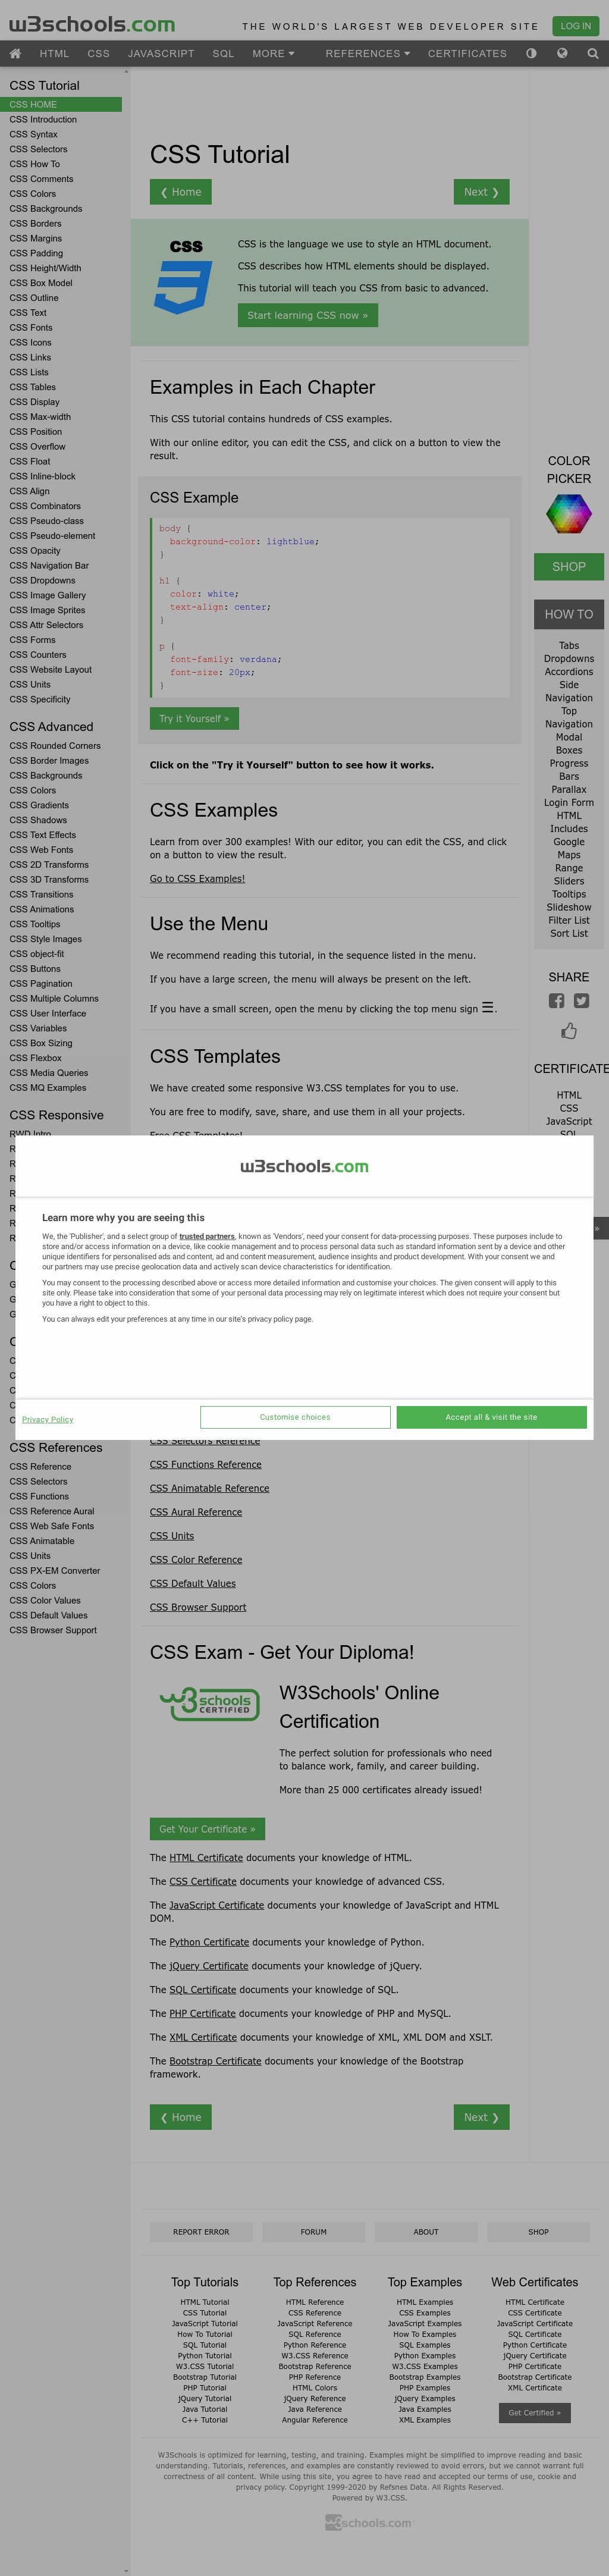 w3schools.com
THE WORLD'S LARGEST WEB DEVELOPER SITE
LOG IN
HTML CSS JAVASCRIPT SQL MORE REFERENCES CERTIFICATES
CSS Tutorial
CSS HOME
CSS Introduction
CSS Syntax
CSS Selectors
CSS How To
CSS Comments
CSS Colors
CSS Backgrounds
CSS Borders
CSS Margins
CSS Padding
CSS Height/Width
CSS Box Model
CSS Outline
CSS Text
CSS Fonts
CSS Icons
CSS Links
CSS Lists
CSS Tables
CSS Display
CSS Max-width
CSS Position
CSS Overflow
CSS Float
CSS Inline-block
CSS Align
CSS Combinators
CSS Pseudo-class
CSS Pseudo-element
CSS Opacity
CSS Navigation Bar
CSS Dropdowns
CSS Image Gallery
CSS Image Sprites
CSS Attr Selectors
CSS Forms
CSS Counters
CSS Website Layout
CSS Units
CSS Specificity
CSS Advanced
CSS Rounded Corners
CSS Border Images
CSS Backgrounds
CSS Colors
CSS Gradients
CSS Shadows
CSS Text Effects
CSS Web Fonts
CSS 2D Transforms
CSS 3D Transforms
CSS Transitions
CSS Animations
CSS Tooltips
CSS Style Images
CSS object-fit
CSS Buttons
CSS Pagination
CSS Multiple Columns
CSS User Interface
CSS Variables
CSS Box Sizing
CSS Flexbox
CSS Media Queries
CSS MQ Examples
CSS Responsive
RWD Intro
CSS References
CSS Reference
CSS Selectors
CSS Functions
CSS Reference Aural
CSS Web Safe Fonts
CSS Animatable
CSS Units
CSS PX-EM Converter
CSS Colors
CSS Color Values
CSS Default Values
CSS Browser Support
CSS Tutorial
❮ Home
Next ❯
CSS
CSS is the language we use to style an HTML document.
CSS describes how HTML elements should be displayed.
This tutorial will teach you CSS from basic to advanced.
Start learning CSS now »
Examples in Each Chapter
This CSS tutorial contains hundreds of CSS examples.
With our online editor, you can edit the CSS, and click on a button to view the
result.
CSS Example
body {
background-color: lightblue;
}
h1 {
color: white;
text-align: center;
}
p {
font-family: verdana;
font-size: 20px;
}
Try it Yourself »
Click on the "Try it Yourself" button to see how it works.
CSS Examples
Learn from over 300 examples! With our editor, you can edit the CSS, and click
on a button to view the result.
Go to CSS Examples!
Use the Menu
We recommend reading this tutorial, in the sequence listed in the menu.
If you have a large screen, the menu will always be present on the left.
If you have a small screen, open the menu by clicking the top menu sign ☰.
CSS Templates
We have created some responsive W3.CSS templates for you to use.
You are free to modify, save, share, and use them in all your projects.
Free CSS Templates!
COLOR
PICKER
SHOP
HOW TO
Tabs
Dropdowns
Accordions
Side
Navigation
Top
Navigation
Modal
Boxes
Progress
Bars
Parallax
Login Form
HTML
Includes
Google
Maps
Range
Sliders
Tooltips
Slideshow
Filter List
Sort List
SHARE
CERTIFICATE
HTML
CSS
JavaScript
SQL
»
w3schools.com
Learn more why you are seeing this
We, the 'Publisher', and a select group of trusted partners, known as 'Vendors', need your consent for data-processing purposes. These purposes include to
store and/or access information on a device, like cookie management and to process personal data such as standard information sent by a device and other
unique identifiers for personalised ads and content, ad and content measurement, audience insights and product development. With your consent we and
our partners may use precise geolocation data and actively scan device characteristics for identification.
You may consent to the processing described above or access more detailed information and customise your choices. The given consent will apply to this
site only. Please take into consideration that some of your personal data processing may rely on legitimate interest which does not require your consent but
you have a right to object to this.
You can always edit your preferences at any time in our site's privacy policy page.
Privacy Policy
Customise choices
Accept all & visit the site
CSS Selectors Reference
CSS Functions Reference
CSS Animatable Reference
CSS Aural Reference
CSS Units
CSS Color Reference
CSS Default Values
CSS Browser Support
CSS Exam - Get Your Diploma!
w3schools
CERTIFIED
W3Schools' Online
Certification
The perfect solution for professionals who need
to balance work, family, and career building.
More than 25 000 certificates already issued!
Get Your Certificate »
The HTML Certificate documents your knowledge of HTML.
The CSS Certificate documents your knowledge of advanced CSS.
The JavaScript Certificate documents your knowledge of JavaScript and HTML
DOM.
The Python Certificate documents your knowledge of Python.
The jQuery Certificate documents your knowledge of jQuery.
The SQL Certificate documents your knowledge of SQL.
The PHP Certificate documents your knowledge of PHP and MySQL.
The XML Certificate documents your knowledge of XML, XML DOM and XSLT.
The Bootstrap Certificate documents your knowledge of the Bootstrap
framework.
❮ Home
Next ❯
REPORT ERROR FORUM ABOUT SHOP
Top Tutorials
HTML Tutorial
CSS Tutorial
JavaScript Tutorial
How To Tutorial
SQL Tutorial
Python Tutorial
W3.CSS Tutorial
Bootstrap Tutorial
PHP Tutorial
jQuery Tutorial
Java Tutorial
C++ Tutorial
Top References
HTML Reference
CSS Reference
JavaScript Reference
SQL Reference
Python Reference
W3.CSS Reference
Bootstrap Reference
PHP Reference
HTML Colors
jQuery Reference
Java Reference
Angular Reference
Top Examples
HTML Examples
CSS Examples
JavaScript Examples
How To Examples
SQL Examples
Python Examples
W3.CSS Examples
Bootstrap Examples
PHP Examples
jQuery Examples
Java Examples
XML Examples
Web Certificates
HTML Certificate
CSS Certificate
JavaScript Certificate
SQL Certificate
Python Certificate
jQuery Certificate
PHP Certificate
Bootstrap Certificate
XML Certificate
Get Certified »
W3Schools is optimized for learning, testing, and training. Examples might be simplified to improve reading and basic
understanding. Tutorials, references, and examples are constantly reviewed to avoid errors, but we cannot warrant full
correctness of all content. While using this site, you agree to have read and accepted our terms of use, cookie and
privacy policy. Copyright 1999-2020 by Refsnes Data. All Rights Reserved.
Powered by W3.CSS.
w3schools.com